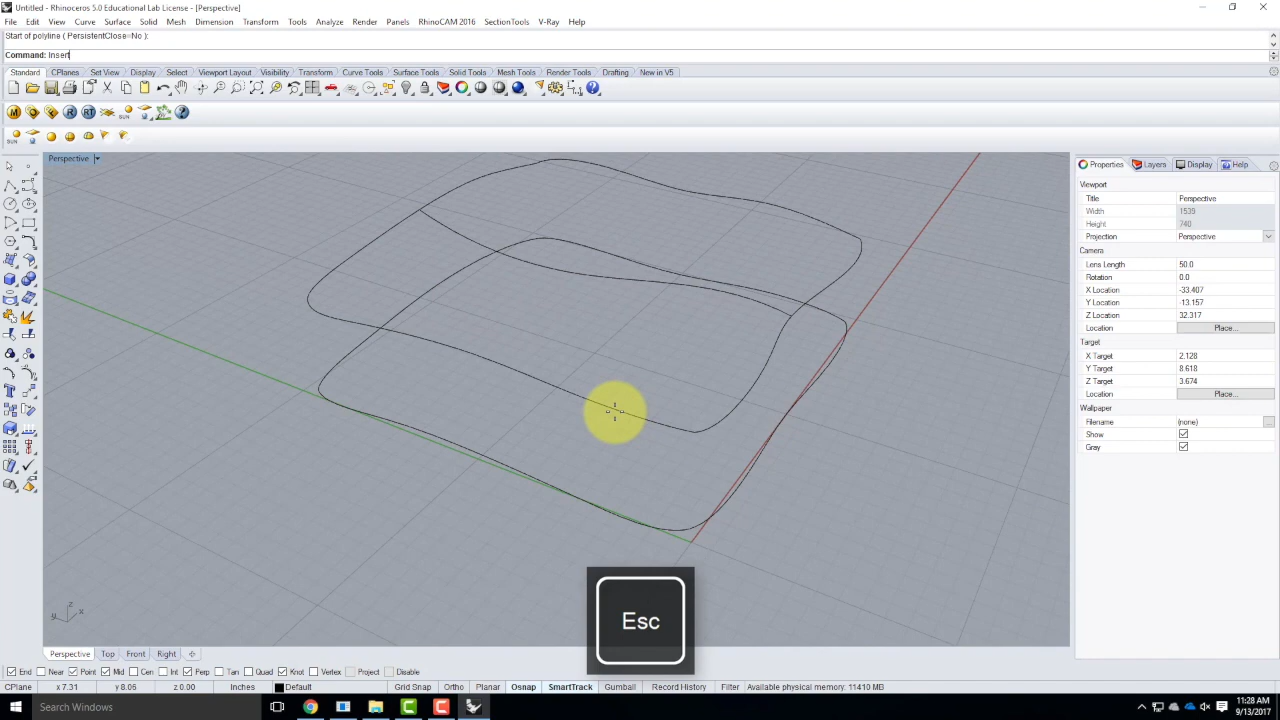 Untitled - Rhinoceros 5.0 Educational Lab License - [Perspective]
File Edit View Curve Surface Solid Mesh Dimension Transform Tools Analyze Render Panels RhinoCAM 2016 SectionTools V-Ray Help
Start of polyline ( PersistentClose=No ):
Command: Insert
Standard CPlanes Set View Display Select Viewport Layout Visibility Transform Curve Tools Surface Tools Solid Tools Mesh Tools Render Tools Drafting New in V5
M R RT ?
SUN
SUN
Perspective
Properties Layers Display Help
Viewport
Title Perspective
Width 1539
Height 740
Projection Perspective
Camera
Lens Length 50.0
Rotation 0.0
X Location -33.407
Y Location -13.157
Z Location 32.317
Location Place...
Target
X Target 2.128
Y Target 8.618
Z Target 3.674
Location Place...
Wallpaper
Filename (none) ...
Show
Gray
Esc
z
y x
Perspective Top Front Right
End Near Point Mid Cen Int Perp Tan Quad Knot Vertex Project Disable
CPlane x 7.31 y 8.06 z 0.00 Inches Default Grid Snap Ortho Planar Osnap SmartTrack Gumball Record History Filter Available physical memory: 11410 MB
Search Windows
11:28 AM
9/13/2017